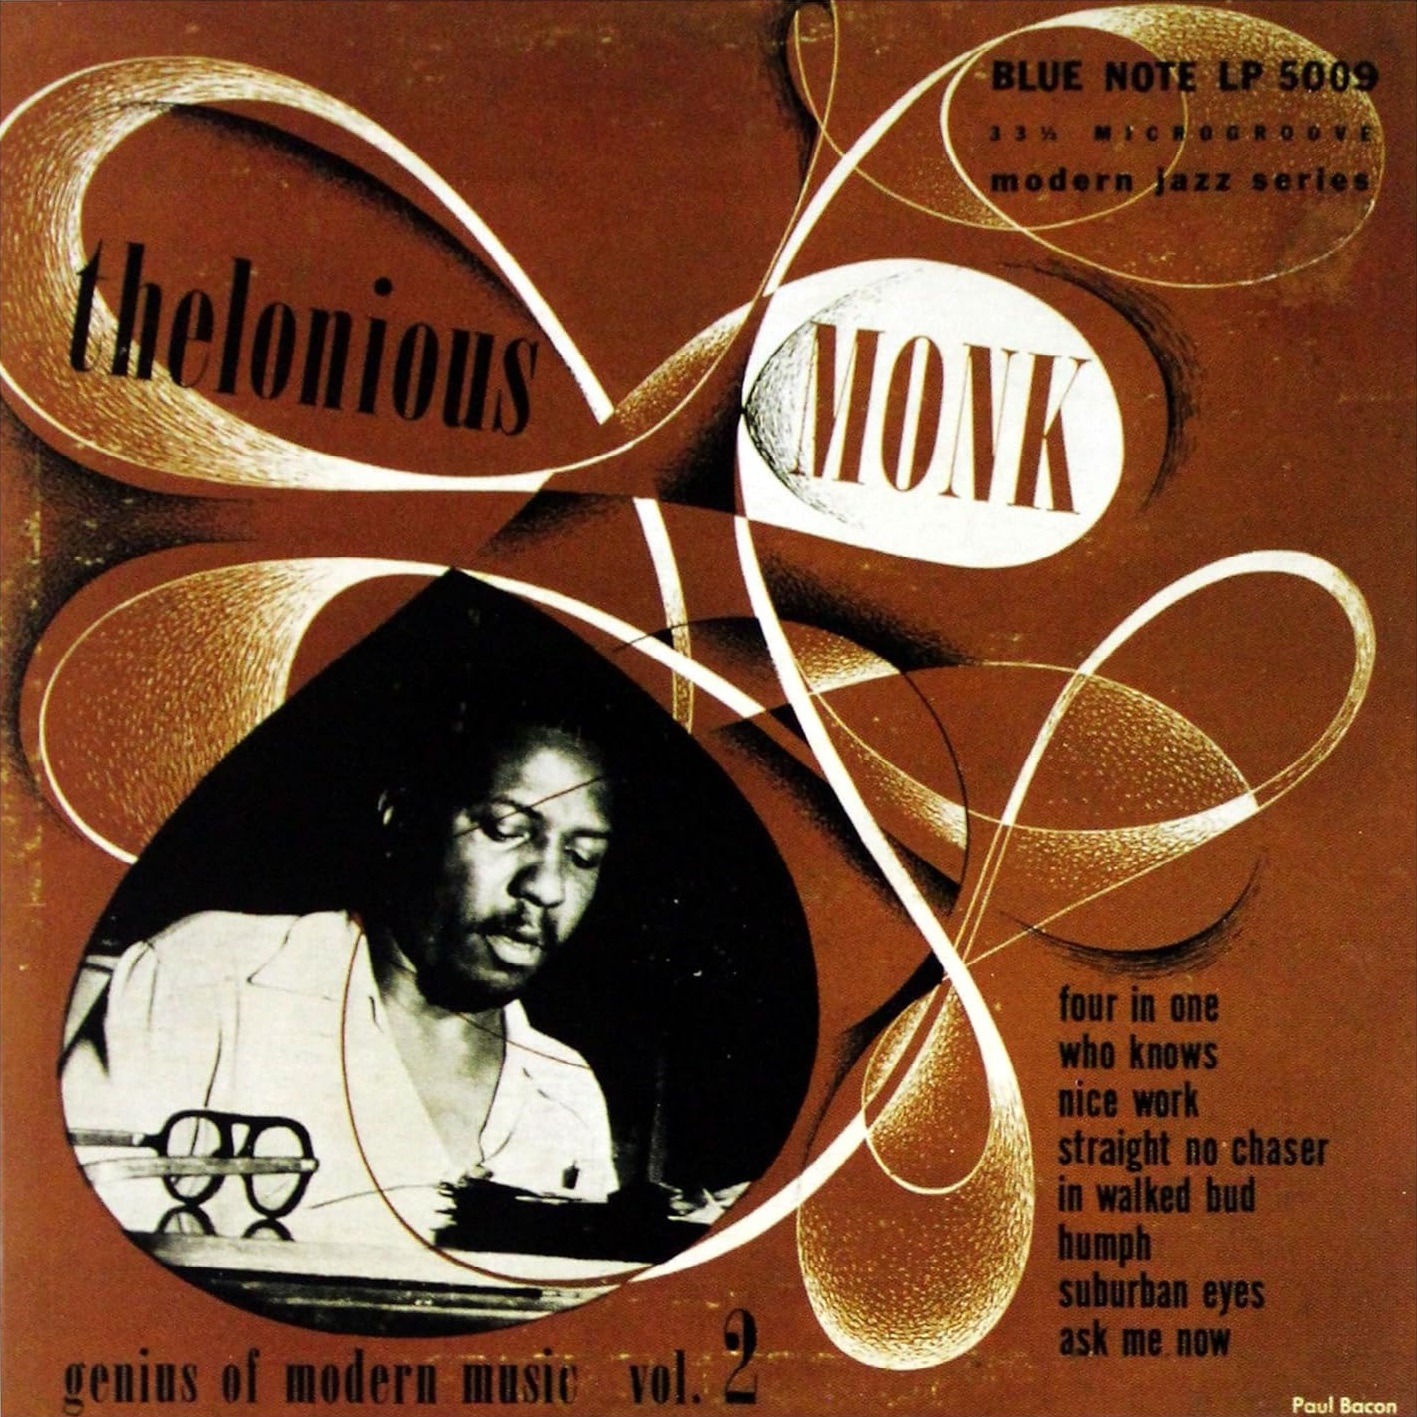 BLUE NOTE LP 5009
33⅓ MICROGROOVE
modern jazz series
thelonious
MONK
four in one
who knows
nice work
straight no chaser
in walked bud
humph
suburban eyes
ask me now
genius of modern music vol. 2
Paul Bacon